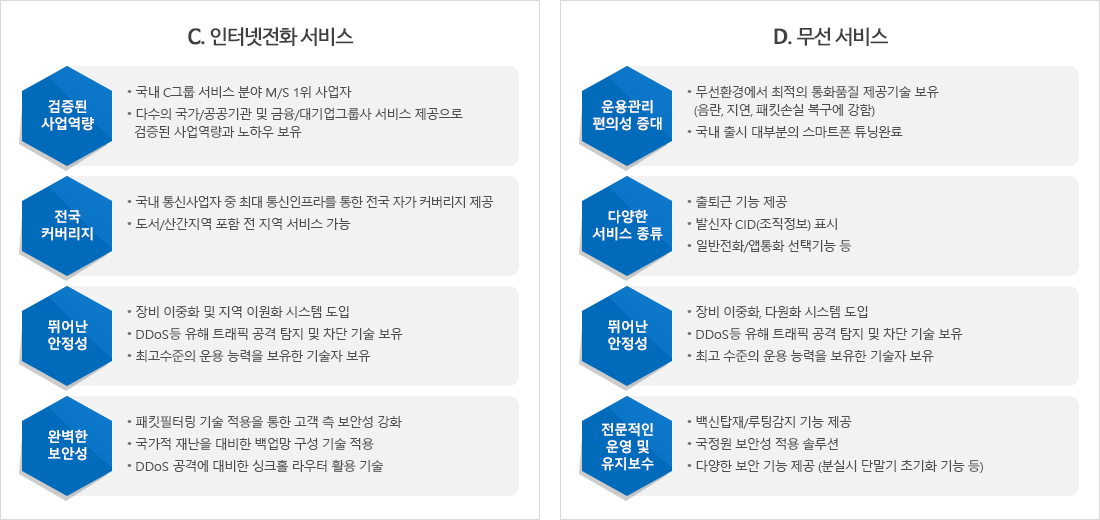 C. 인터넷전화 서비스
검증된
사업역량
• 국내 C그룹 서비스 분야 M/S 1위 사업자
• 다수의 국가/공공기관 및 금융/대기업그룹사 서비스 제공으로
검증된 사업역량과 노하우 보유
전국
커버리지
• 국내 통신사업자 중 최대 통신인프라를 통한 전국 자가 커버리지 제공
• 도서/산간지역 포함 전 지역 서비스 가능
뛰어난
안정성
• 장비 이중화 및 지역 이원화 시스템 도입
• DDoS등 유해 트래픽 공격 탐지 및 차단 기술 보유
• 최고수준의 운용 능력을 보유한 기술자 보유
완벽한
보안성
• 패킷필터링 기술 적용을 통한 고객 측 보안성 강화
• 국가적 재난을 대비한 백업망 구성 기술 적용
• DDoS 공격에 대비한 싱크홀 라우터 활용 기술
D. 무선 서비스
운용관리
편의성 증대
• 무선환경에서 최적의 통화품질 제공기술 보유
(음란, 지연, 패킷손실 복구에 강함)
• 국내 출시 대부분의 스마트폰 튜닝완료
다양한
서비스 종류
• 출퇴근 기능 제공
• 발신자 CID(조직정보) 표시
• 일반전화/앱통화 선택기능 등
뛰어난
안정성
• 장비 이중화, 다원화 시스템 도입
• DDoS등 유해 트래픽 공격 탐지 및 차단 기술 보유
• 최고 수준의 운용 능력을 보유한 기술자 보유
전문적인
운영 및
유지보수
• 백신탑재/루팅감지 기능 제공
• 국정원 보안성 적용 솔루션
• 다양한 보안 기능 제공 (분실시 단말기 초기화 기능 등)